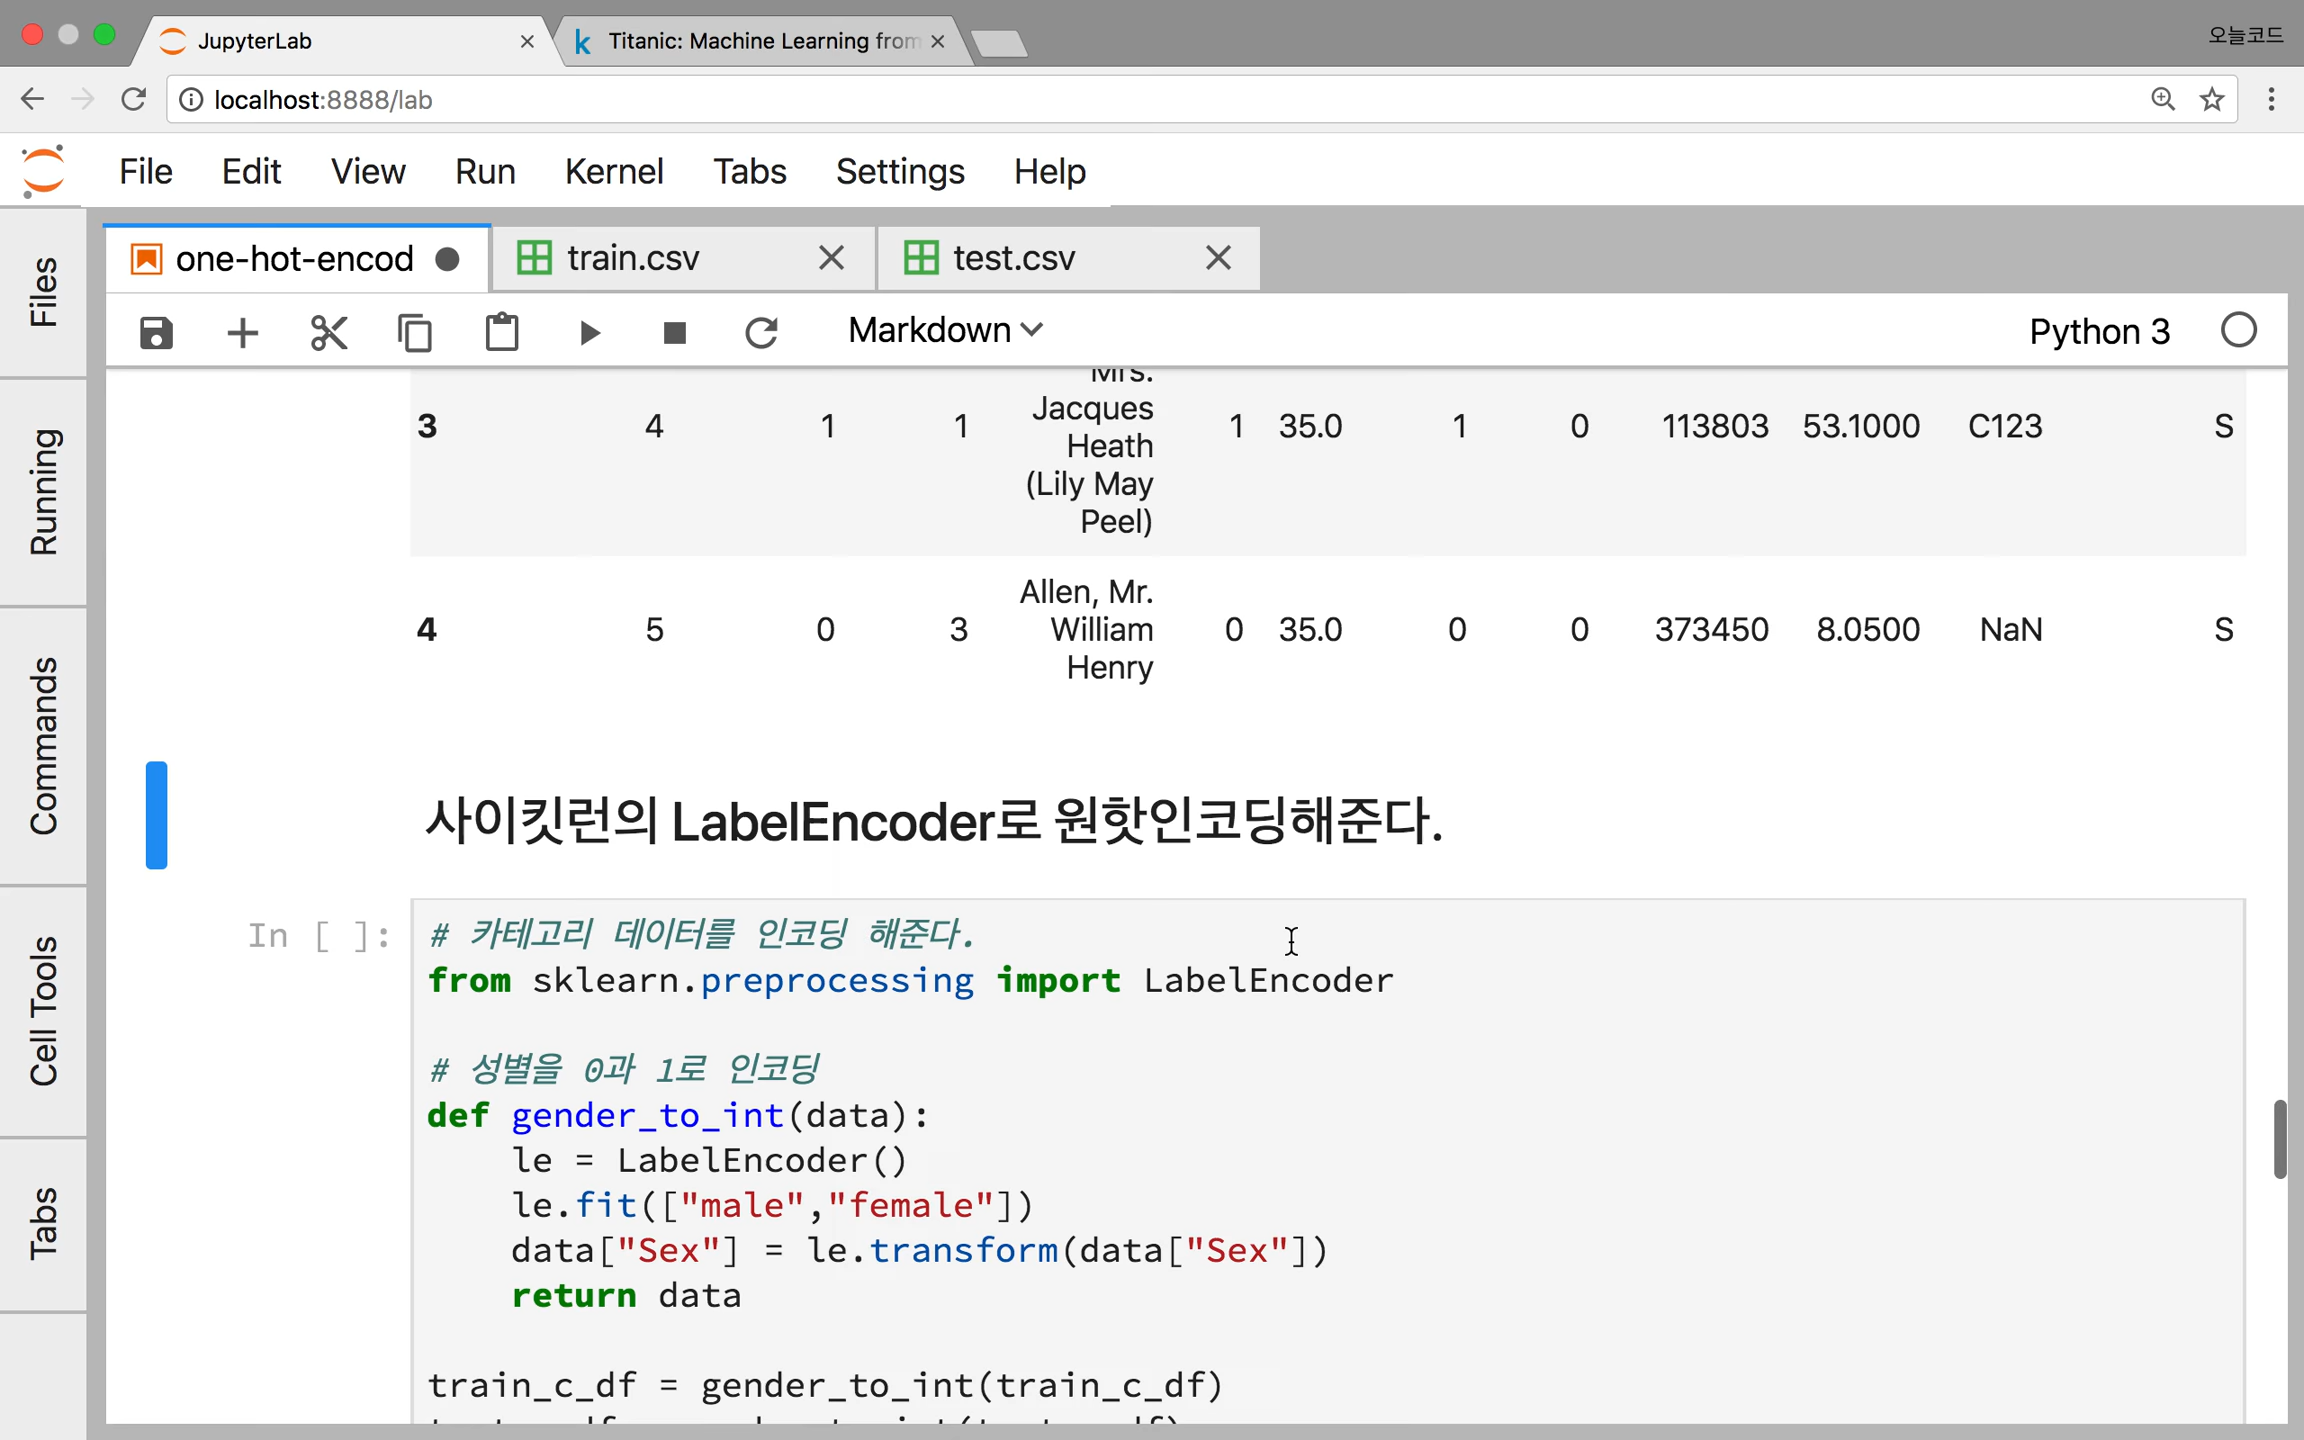 JupyterLab
Titanic: Machine Learning from
오늘코드
localhost:8888/lab
File Edit View Run Kernel Tabs Settings Help
one-hot-encod
train.csv
test.csv
Markdown
Python 3
Files
Running
Commands
Cell Tools
Tabs
Mrs.
Jacques
Heath
(Lily May
Peel)
3 4 1 1 1 35.0 1 0 113803 53.1000 C123 S
Allen, Mr.
William
Henry
4 5 0 3 0 35.0 0 0 373450 8.0500 NaN S
사이킷런의 LabelEncoder로 원핫인코딩해준다.
In [ ]:
# 카테고리 데이터를 인코딩 해준다.
from sklearn.preprocessing import LabelEncoder
# 성별을 0과 1로 인코딩
def gender_to_int(data):
le = LabelEncoder()
le.fit(["male","female"])
data["Sex"] = le.transform(data["Sex"])
return data
train_c_df = gender_to_int(train_c_df)